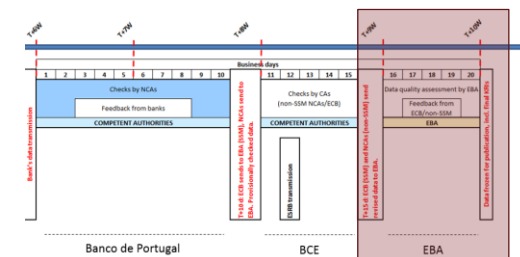 T+6W
T+7W
T+8W
T+9W
T+10W
Business days
1 2 3 4 5 6 7 8 9 10 11 12 13 14 15 16 17 18 19 20
Bank's data transmission
Checks by NCAs
Feedback from banks
COMPETENT AUTHORITIES
T+10 d: ECB sends to EBA (SSM), NCAs send to
EBA. Provisionally checked data.
Checks by CAs
(non-SSM NCAs/ECB)
COMPETENT AUTHORITIES
ESRB transmission
T+15 d: ECB (SSM) and NCAs (non-SSM) send
revised data to EBA.
Data quality assessment by EBA
Feedback from
ECB/non-SSM
EBA
Data frozen for publication, incl. final KRIs
Banco de Portugal
BCE
EBA